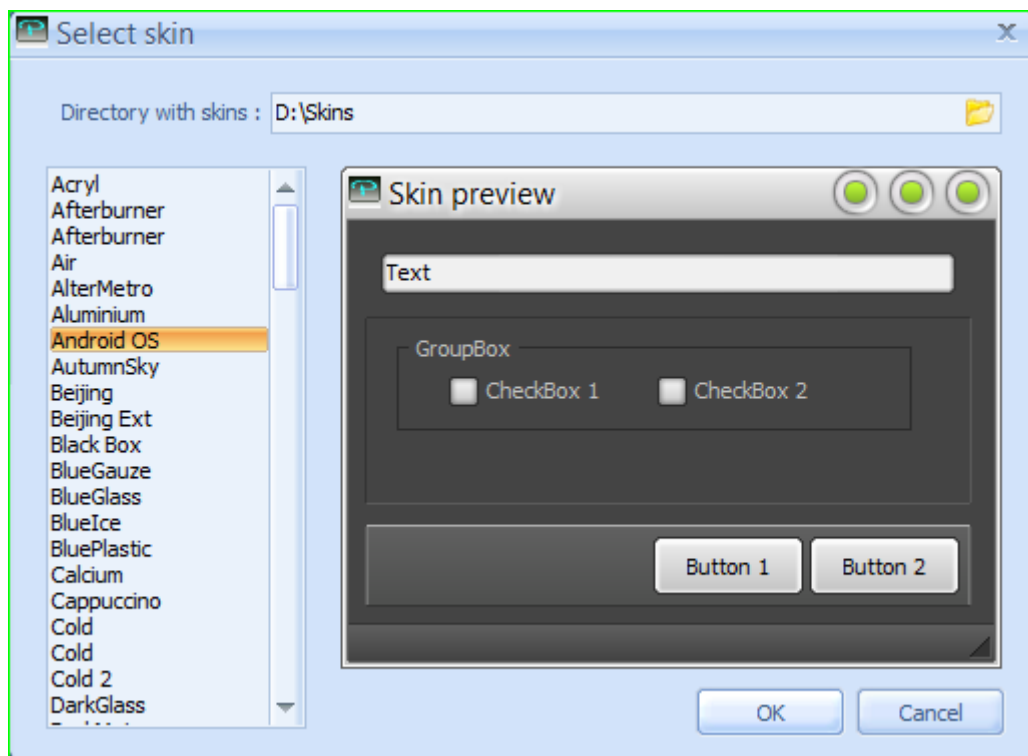 Select skin
Directory with skins : D:\Skins
Acryl
Afterburner
Afterburner
Air
AlterMetro
Aluminium
Android OS
AutumnSky
Beijing
Beijing Ext
Black Box
BlueGauze
BlueGlass
BlueIce
BluePlastic
Calcium
Cappuccino
Cold
Cold
Cold 2
DarkGlass
Skin preview
Text
GroupBox
CheckBox 1 CheckBox 2
Button 1 Button 2
OK Cancel